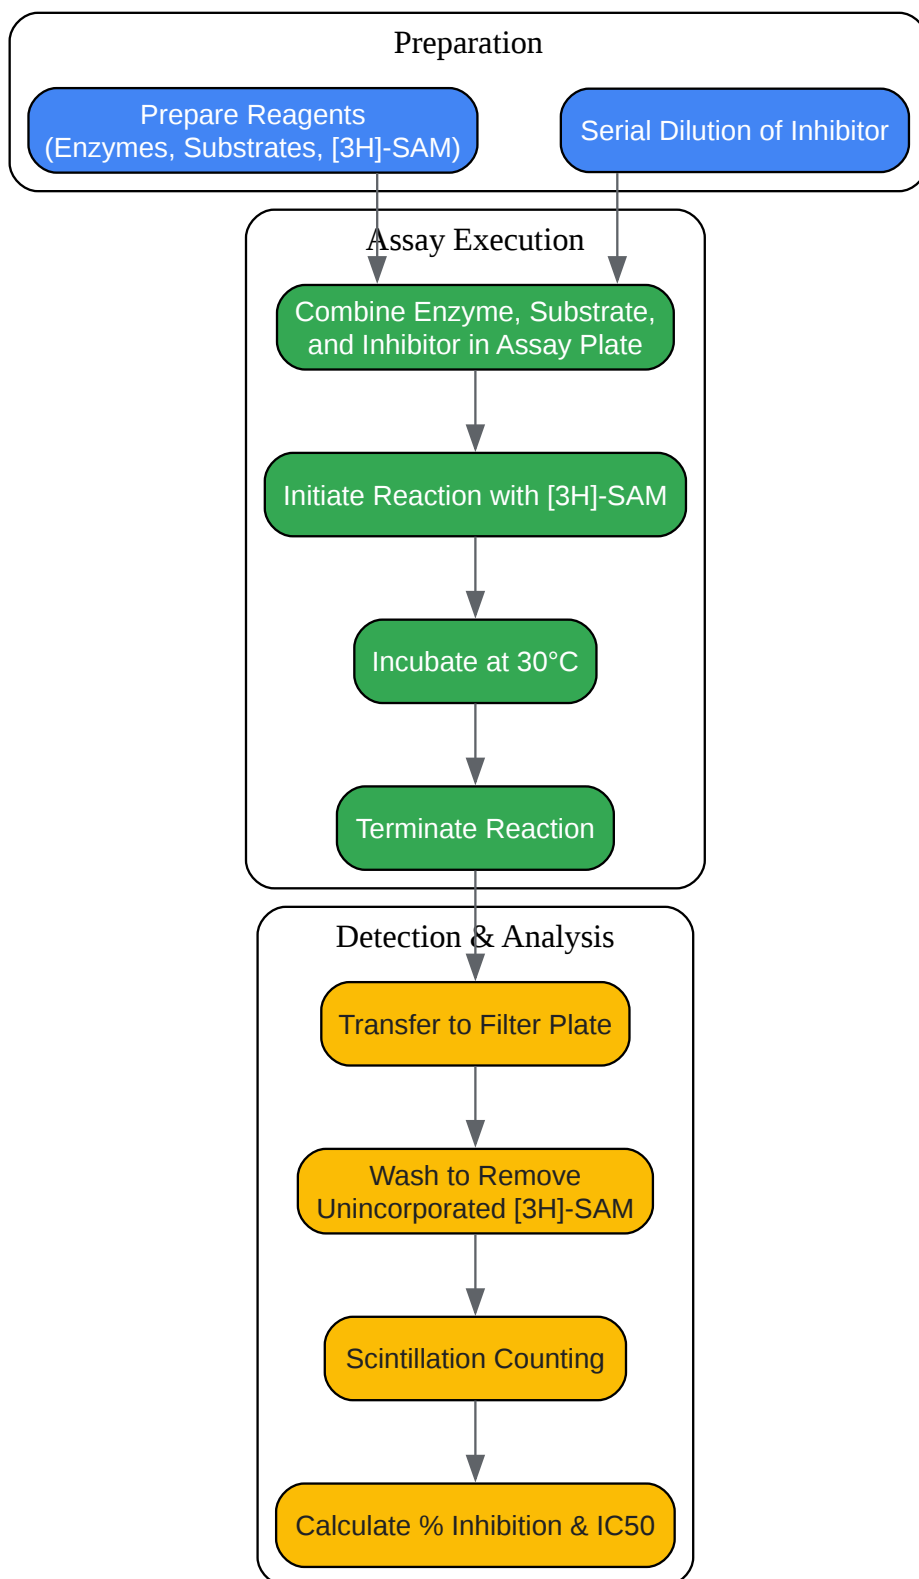 Preparation
Prepare Reagents
(Enzymes, Substrates, [3H]-SAM)
Serial Dilution of Inhibitor
Assay Execution
Combine Enzyme, Substrate,
and Inhibitor in Assay Plate
Initiate Reaction with [3H]-SAM
Incubate at 30°C
Terminate Reaction
Detection & Analysis
Transfer to Filter Plate
Wash to Remove
Unincorporated [3H]-SAM
Scintillation Counting
Calculate % Inhibition & IC50